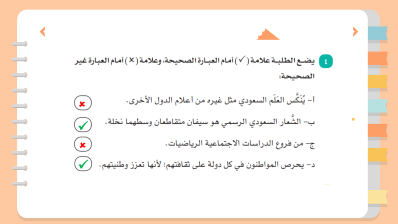 ٤ يضع الطلبة علامة (✓) أمام العبارة الصحيحة، وعلامة (×) أمام العبارة غير
الصحيحة:
أ- يُنكَّس العَلَم السعودي مثل غيره من أعلام الدول الأخرى.
ب- الشِّعار السعودي الرسمي هو سيفان متقاطعان وسطهما نخلة.
ج- من فروع الدراسات الاجتماعية الرياضيات.
د- يحرص المواطنون في كل دولة على ثقافتهم؛ لأنها تعزز وطنيتهم.